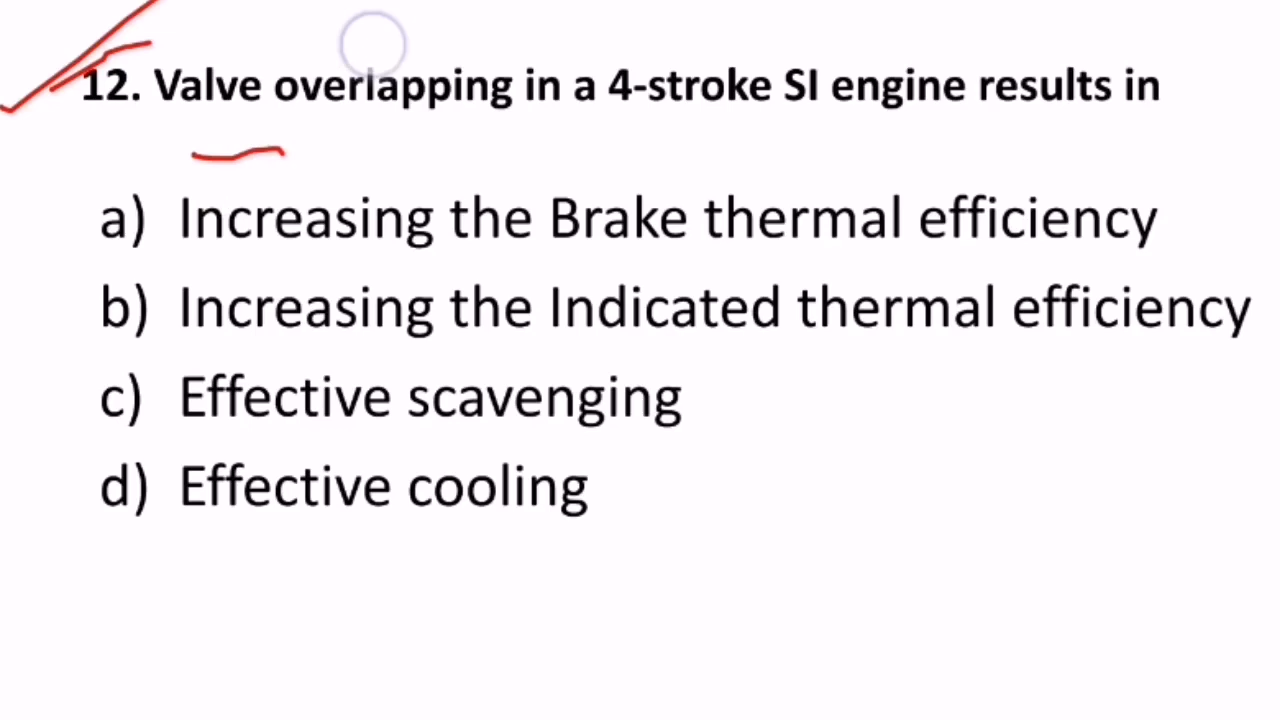 12. Valve overlapping in a 4-stroke SI engine results in
a) Increasing the Brake thermal efficiency
b) Increasing the Indicated thermal efficiency
c) Effective scavenging
d) Effective cooling